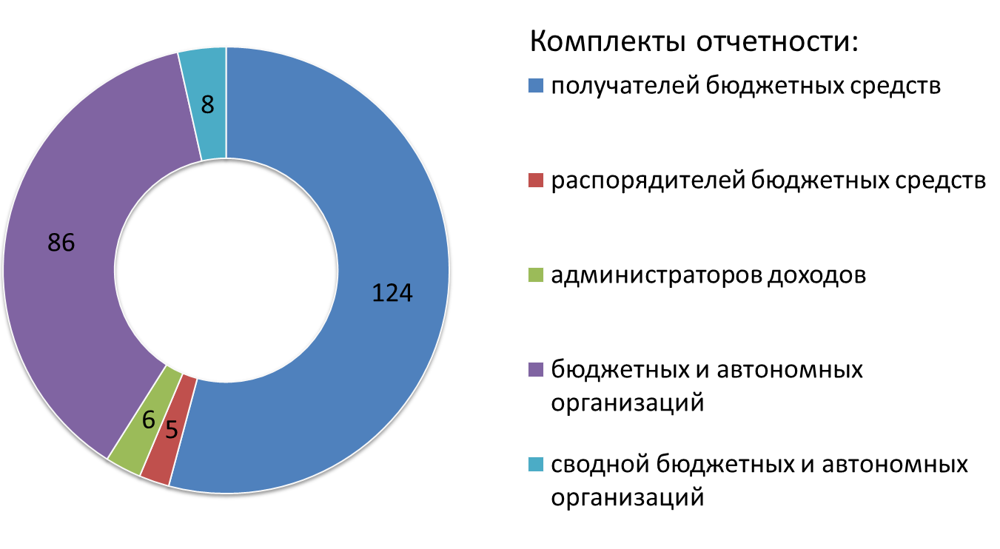 8
86
124
6
5
Комплекты отчетности:
получателей бюджетных средств
распорядителей бюджетных средств
администраторов доходов
бюджетных и автономных
организаций
сводной бюджетных и автономных
организаций